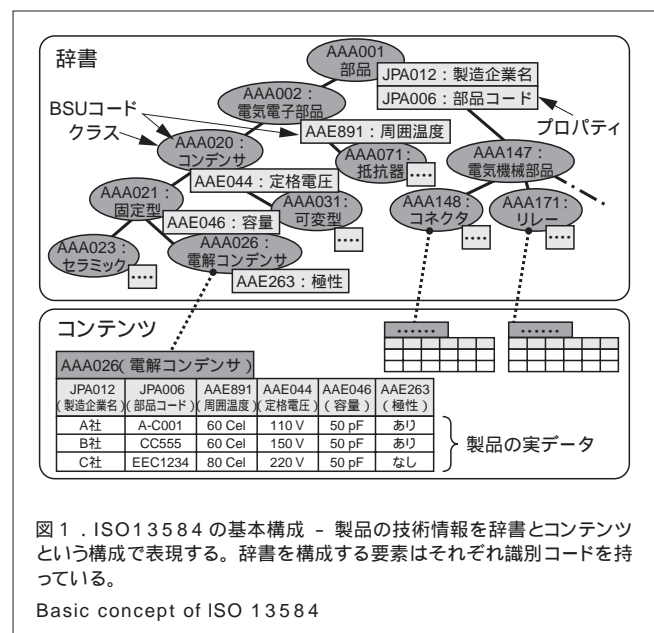 辞書
AAA001
部品
JPA012：製造企業名
JPA006：部品コード
プロパティ
AAA002：
電気電子部品
BSUコード
クラス
AAE891：周囲温度
AAA020：
コンデンサ
AAA071：
抵抗器
....
AAA147：
電気機械部品
AAE044：定格電圧
AAA021：
固定型
AAA031：
可変型
....
AAA148：
コネクタ
....
AAA171：
リレー
....
AAE046：容量
AAA023：
セラミック
....
AAA026：
電解コンデンサ
AAE263：極性
コンテンツ
......
......
AAA026(電解コンデンサ)
JPA012 JPA006 AAE891 AAE044 AAE046 AAE263
(製造企業名)(部品コード)(周囲温度)(定格電圧)(容量)(極性)
A社 A-C001 60 Cel 110 V 50 pF あり
B社 CC555 60 Cel 150 V 50 pF あり
C社 EEC1234 80 Cel 220 V 50 pF なし
製品の実データ
図1．ISO13584の基本構成 － 製品の技術情報を辞書とコンテンツ
という構成で表現する。辞書を構成する要素はそれぞれ識別コードを持
っている。
Basic concept of ISO 13584